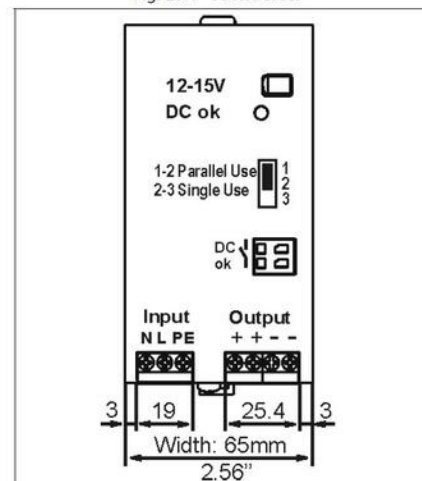 12-15V
DC ok
1-2 Parallel Use 1
2-3 Single Use 2
3
DC
ok
Input Output
N L PE + + - -
3 19 25.4 3
Width: 65mm
2.56"